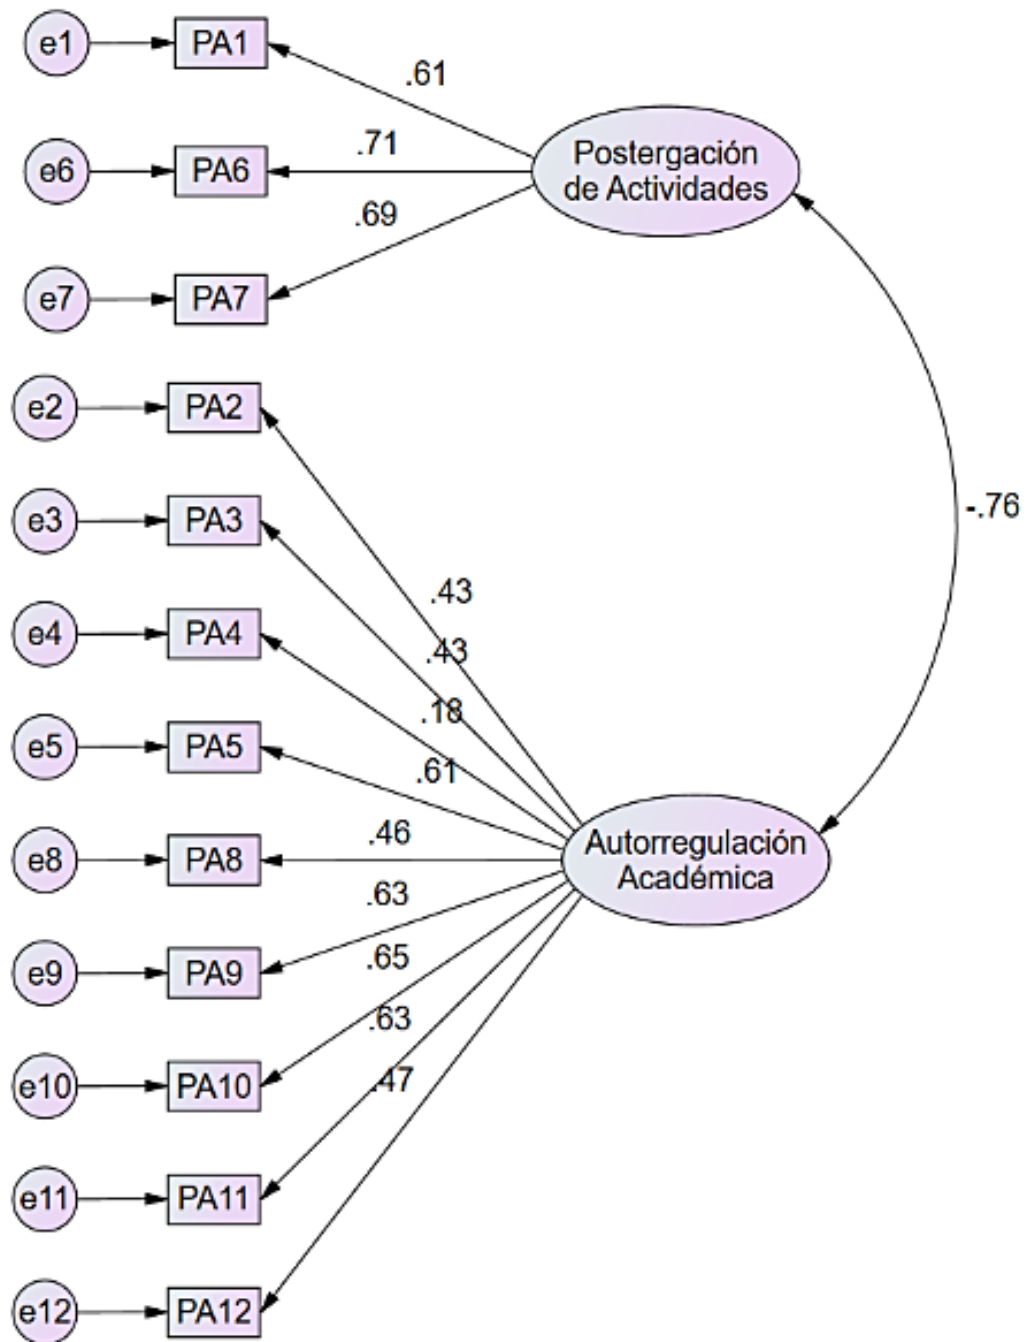 e1
PA1
.61
e6
PA6
.71
Postergación
de Actividades
.69
e7
PA7
e2
PA2
e3
PA3
-.76
.43
e4
PA4
.43
.18
e5
PA5
.61
e8
PA8
.46
Autorregulación
Académica
.63
e9
PA9
.65
.63
e10
PA10
.47
e11
PA11
e12
PA12